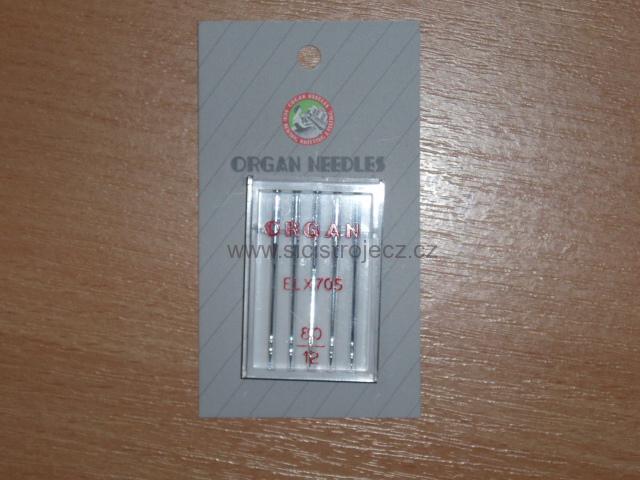 ORGAN NEEDLES
ORGAN
www.sicistrojecz.cz
ELX705
80
12